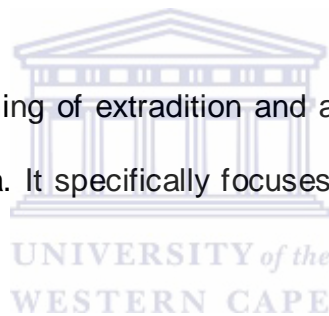 ing of extradition and a
. It specifically focuses
UNIVERSITY of the
WESTERN CAPE